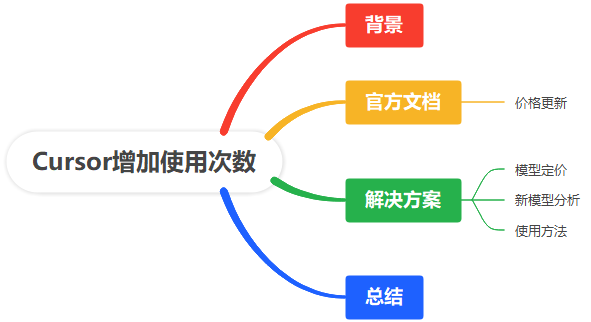 Cursor增加使用次数
背景
官方文档
价格更新
解决方案
模型定价
新模型分析
使用方法
总结